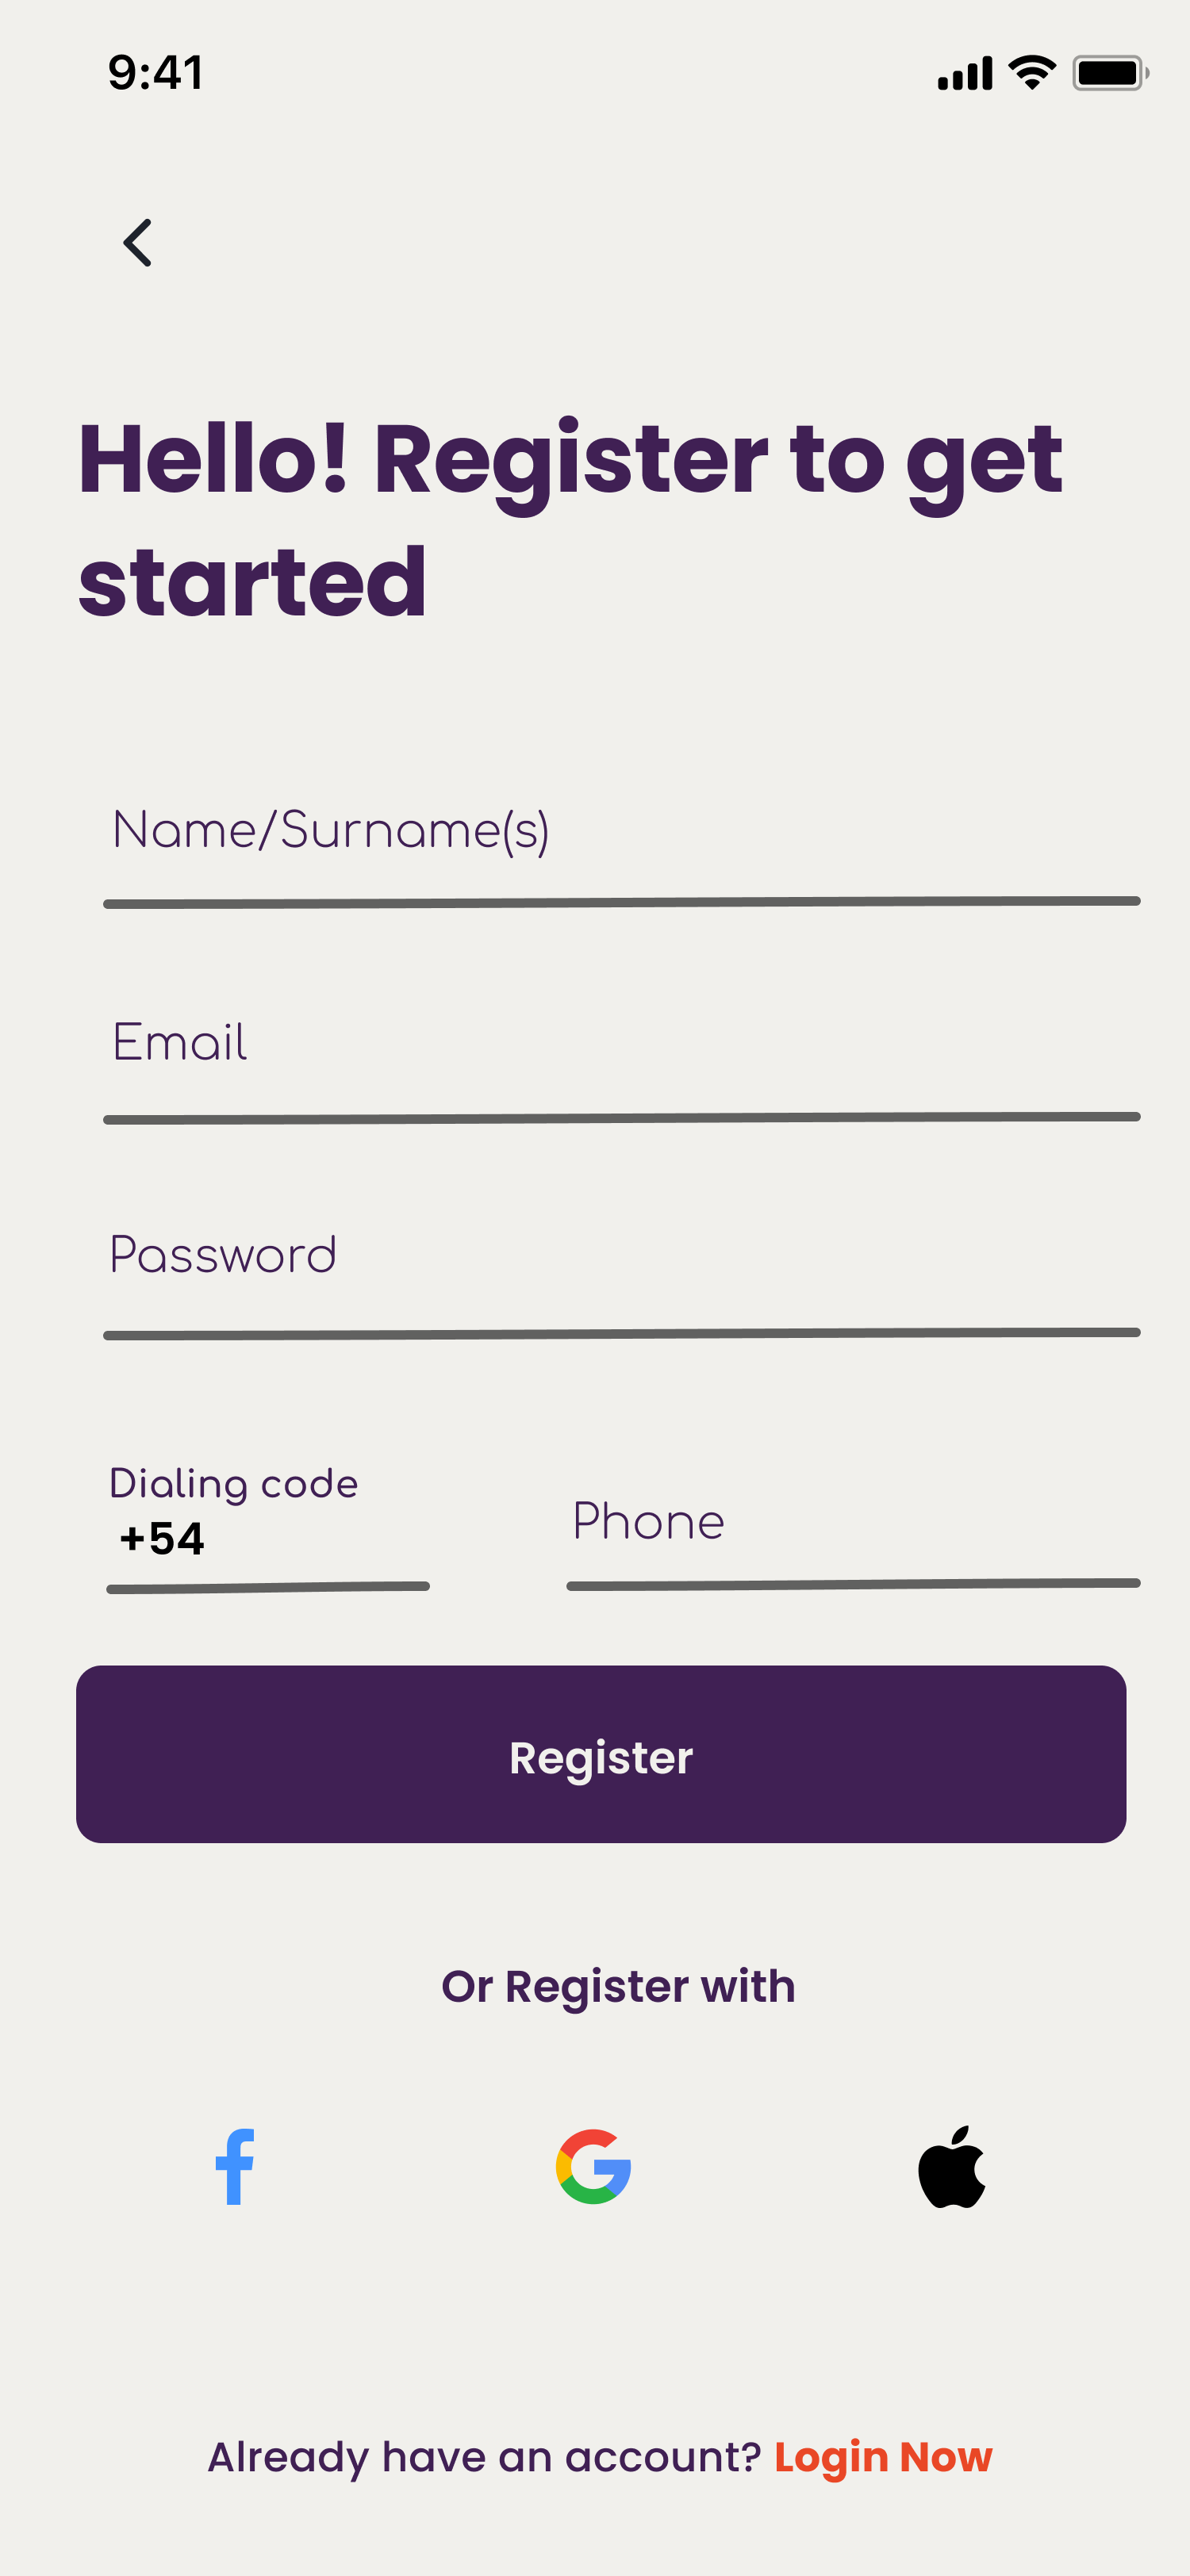 9:41
Hello! Register to get
started
Name/Surname(s)
Email
Password
Dialing code
+54
Phone
Register
Or Register with
Already have an account? Login Now